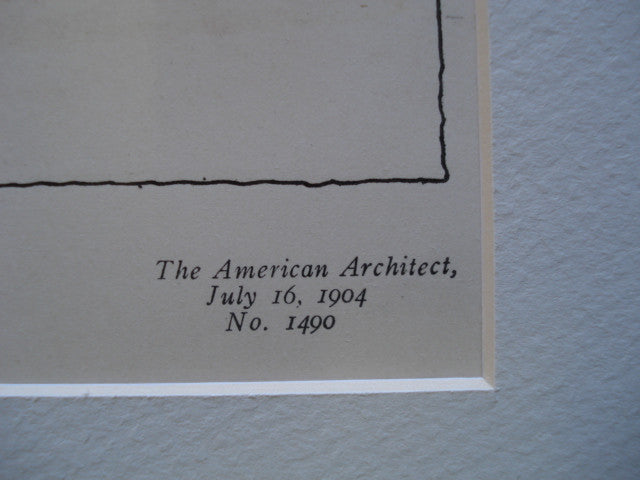 The American Architect,
July 16, 1904
No. 1490